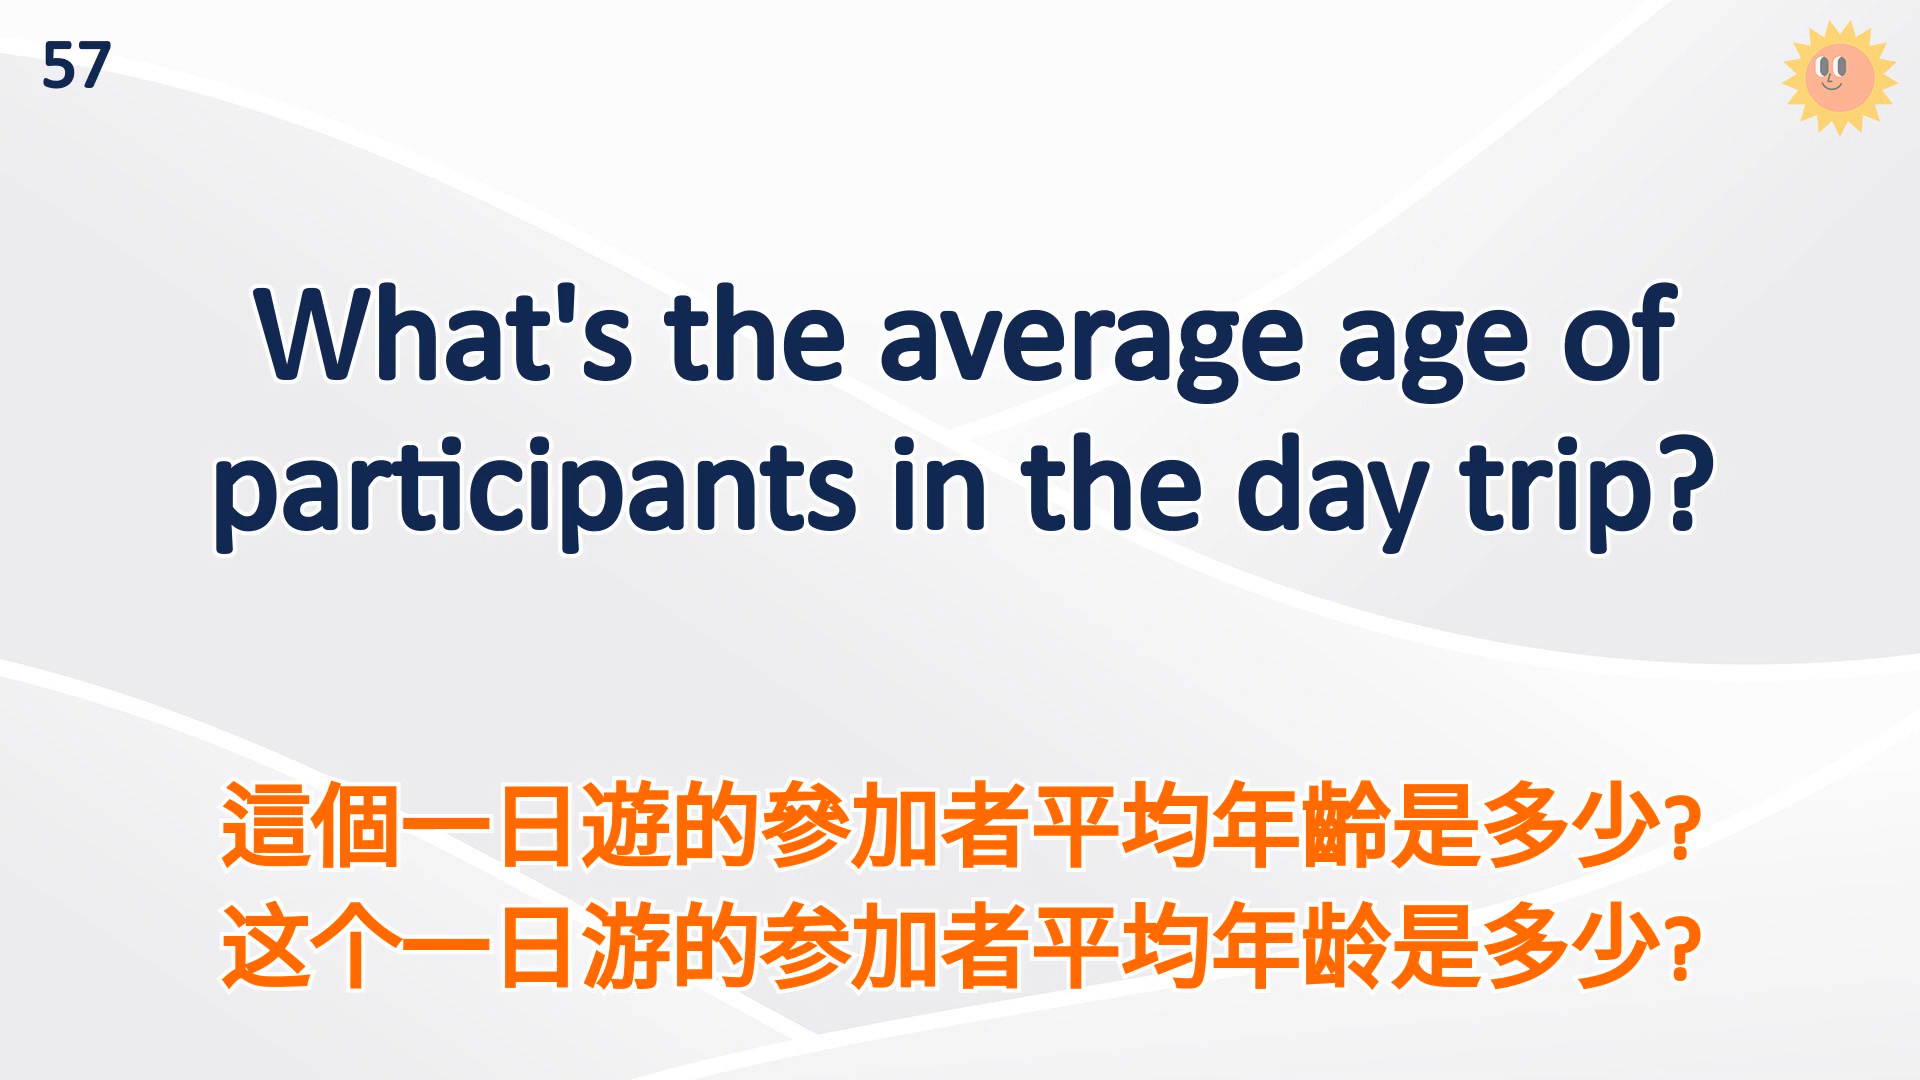 57
What's the average age of
participants in the day trip?
這個一日遊的參加者平均年齡是多少?
这个一日游的参加者平均年龄是多少?